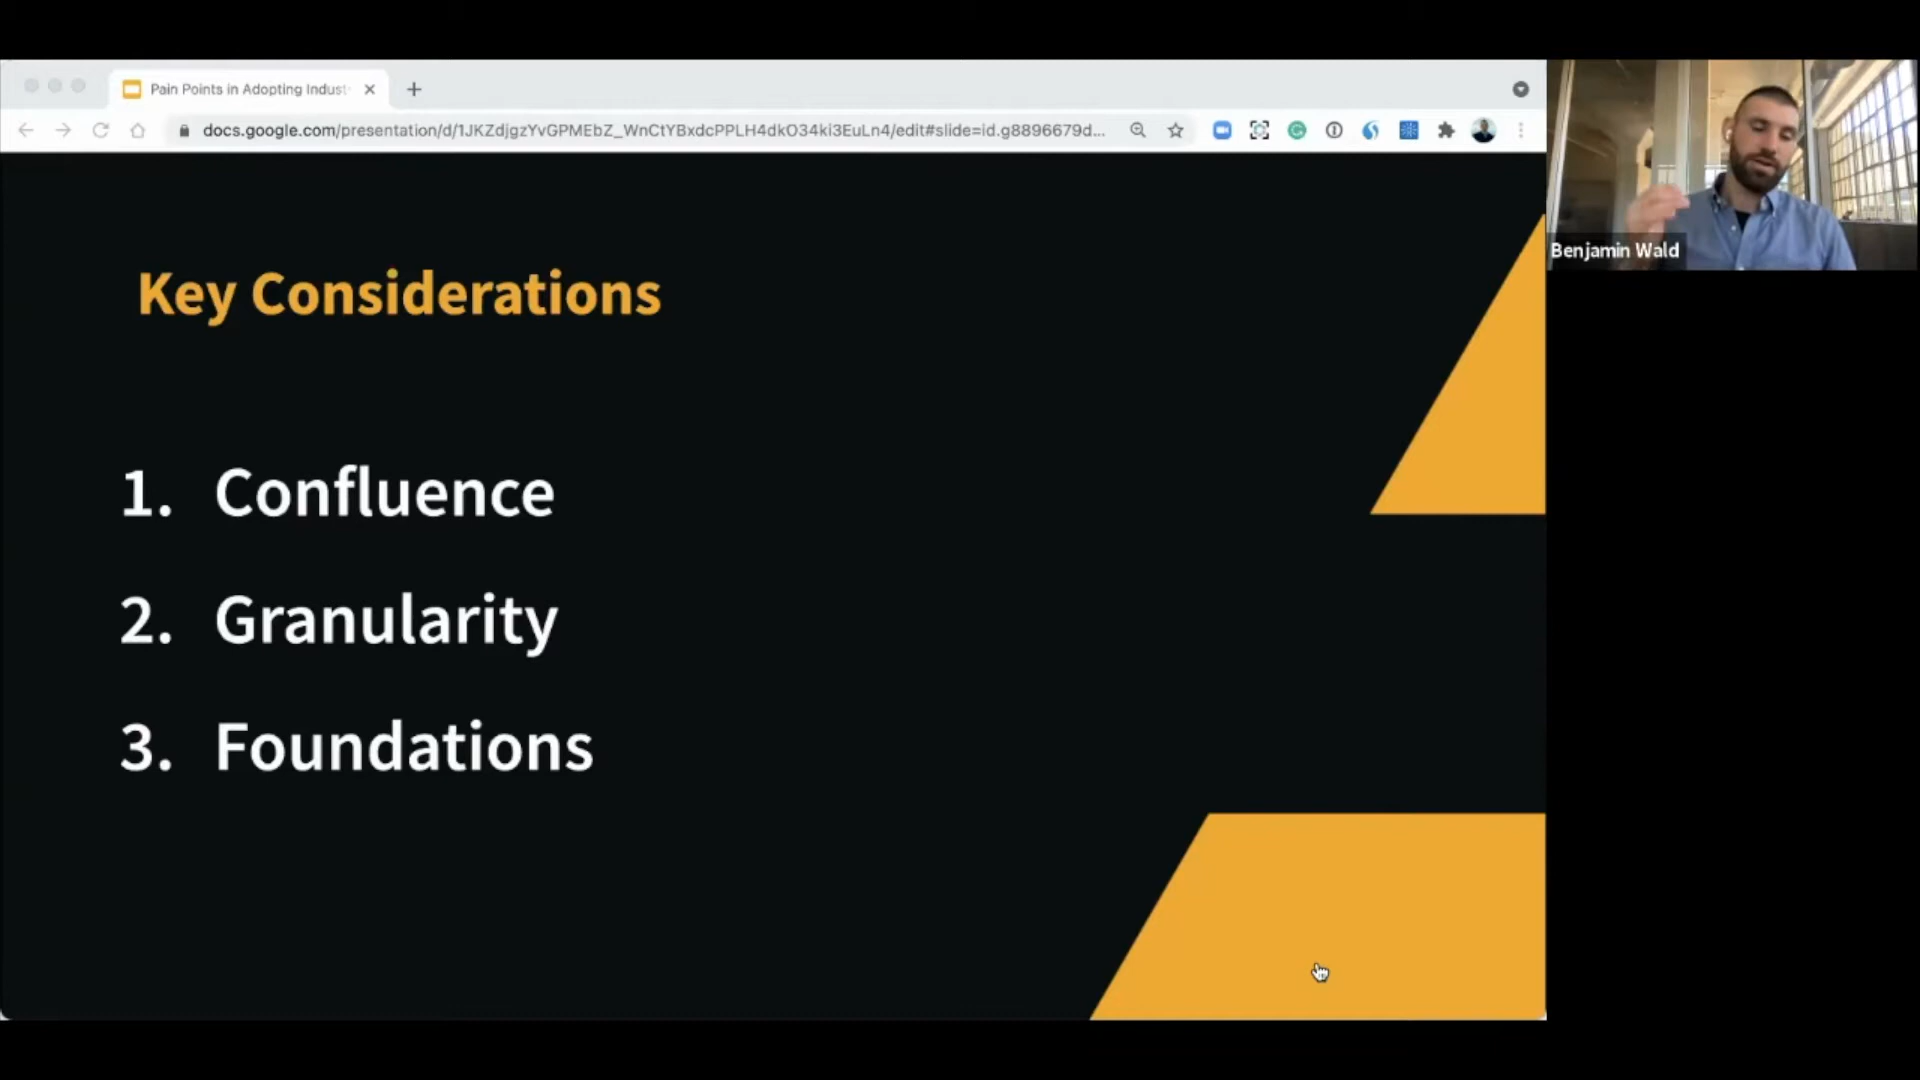 Pain Points in Adopting Indust
docs.google.com/presentation/d/1JKZdjgzYvGPMEbZ_WnCtYBxdcPPLH4dkO34ki3EuLn4/edit#slide=id.g8896679d...
Benjamin Wald
Key Considerations
1. Confluence
2. Granularity
3. Foundations